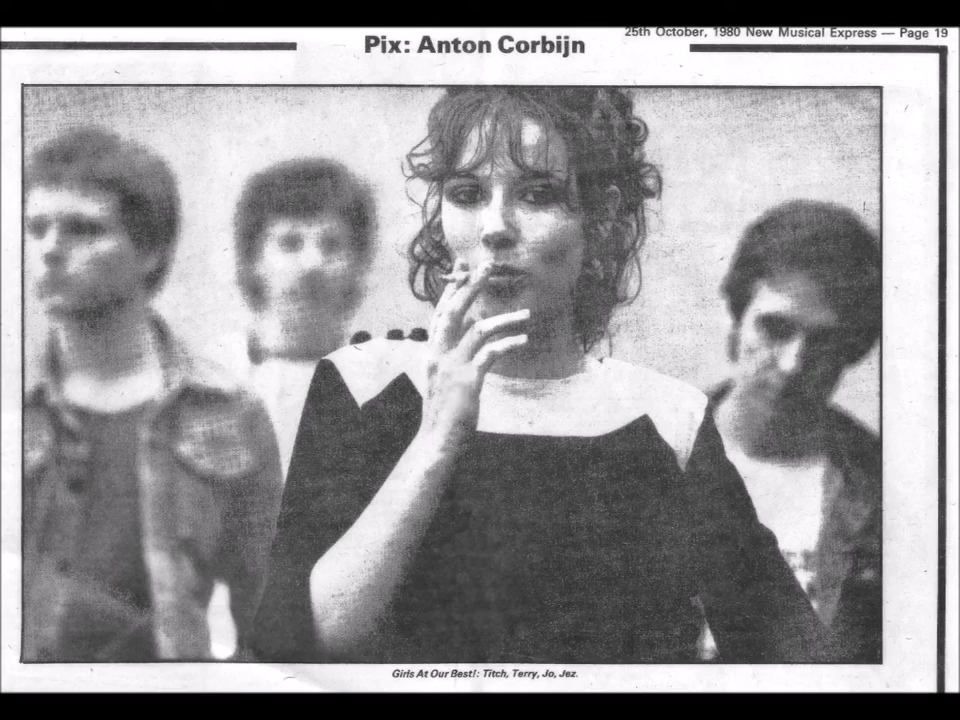 25th October, 1980 New Musical Express — Page 19
Pix: Anton Corbijn
Girls At Our Best!: Titch, Terry, Jo, Jez.